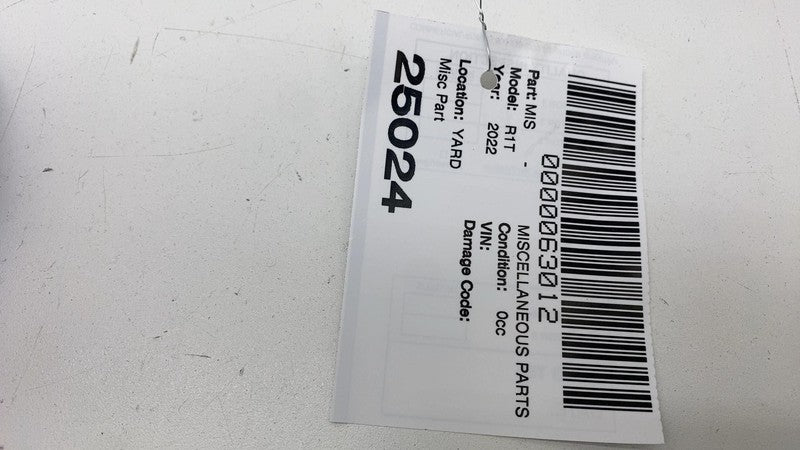 0000063012
Part: MIS - MISCELLANEOUS PARTS
Model: R1T Condition: 0cc
Year: 2022 VIN:
Damage Code:
Location: YARD
Misc Part
25024